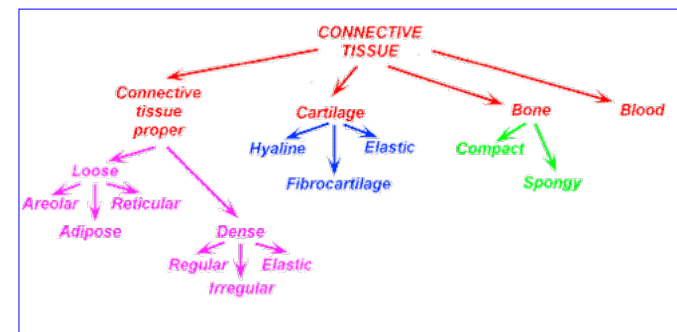 CONNECTIVE
TISSUE
Connective
tissue
proper
Cartilage
Bone
Blood
Hyaline
Elastic
Fibrocartilage
Compact
Spongy
Loose
Areolar
Reticular
Adipose
Dense
Regular
Elastic
Irregular